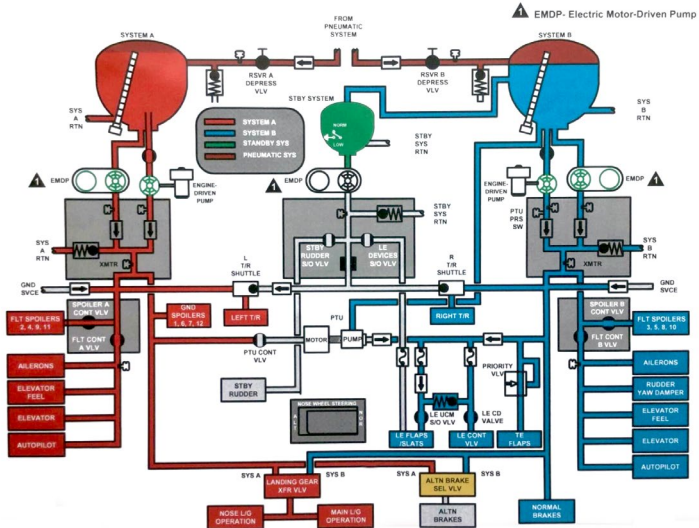 1 EMDP- Electric Motor-Driven Pump
FROM
PNEUMATIC
SYSTEM
SYSTEM A
SYSTEM B
RSVR A
DEPRESS
VLV
RSVR B
DEPRESS
VLV
STBY SYSTEM
NORM
LOW
SYSTEM A
SYSTEM B
STANDBY SYS
PNEUMATIC SYS
SYS
A
RTN
SYS
B
RTN
STBY
SYS
RTN
1
EMDP
ENGINE-
DRIVEN
PUMP
1
EMDP
ENGINE-
DRIVEN
PUMP
EMDP
1
PTU
PRS
SW
STBY
SYS
RTN
SYS
A
RTN
XMTR
STBY
RUDDER
S/O VLV
LE
DEVICES
S/O VLV
XMTR
SYS
B
RTN
L
T/R
SHUTTLE
R
T/R
SHUTTLE
GND
SVCE
GND
SVCE
SPOILER A
CONT VLV
FLT SPOILERS
2, 4, 9, 11
FLT CONT
A VLV
GND
SPOILERS
1, 6, 7, 12
LEFT T/R
RIGHT T/R
SPOILER B
CONT VLV
FLT SPOILERS
3, 5, 8, 10
FLT CONT
B VLV
PTU
MOTOR
PUMP
PTU CONT
VLV
PRIORITY
VLV
AILERONS
ELEVATOR
FEEL
ELEVATOR
AUTOPILOT
STBY
RUDDER
NOSE WHEEL STEERING
LE UCM
S/O VLV
LE CD
VALVE
LE FLAPS
/SLATS
LE CONT
VLV
TE
FLAPS
AILERONS
RUDDER
YAW DAMPER
ELEVATOR
FEEL
ELEVATOR
AUTOPILOT
SYS A
SYS B
SYS A
SYS B
LANDING GEAR
XFR VLV
ALTN BRAKE
SEL VLV
NOSE L/G
OPERATION
MAIN L/G
OPERATION
ALTN
BRAKES
NORMAL
BRAKES